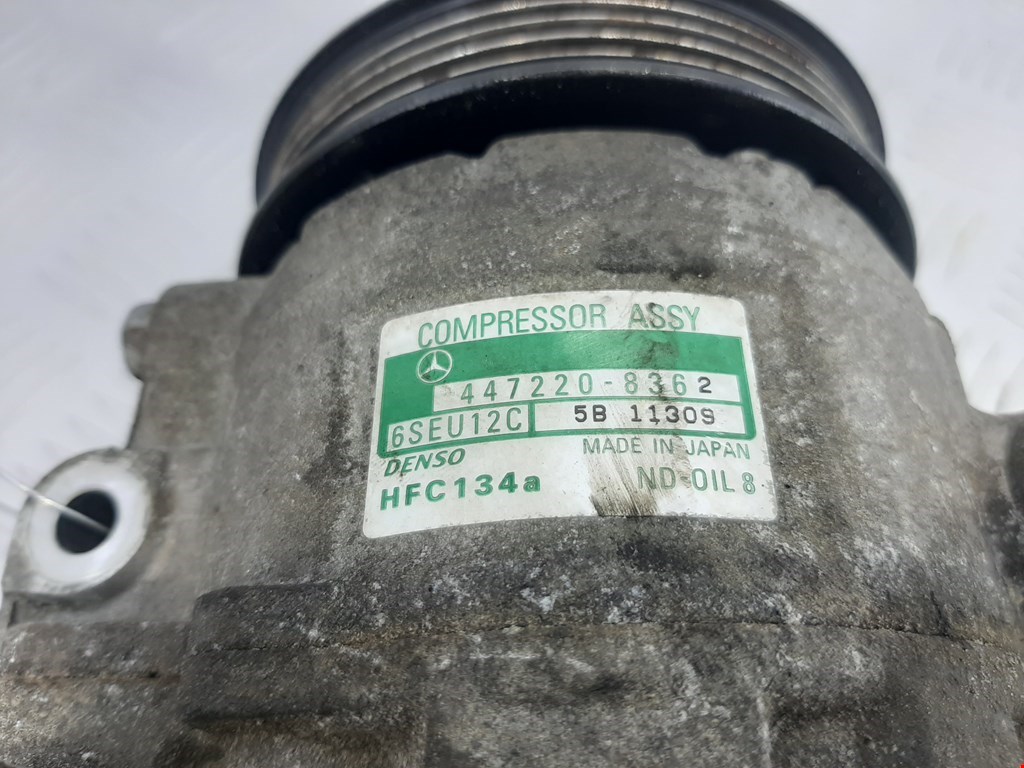 COMPRESSOR ASSY
447220-8362
6SEU12C 5B 11309
DENSO MADE IN JAPAN
HFC134a ND-OIL 8